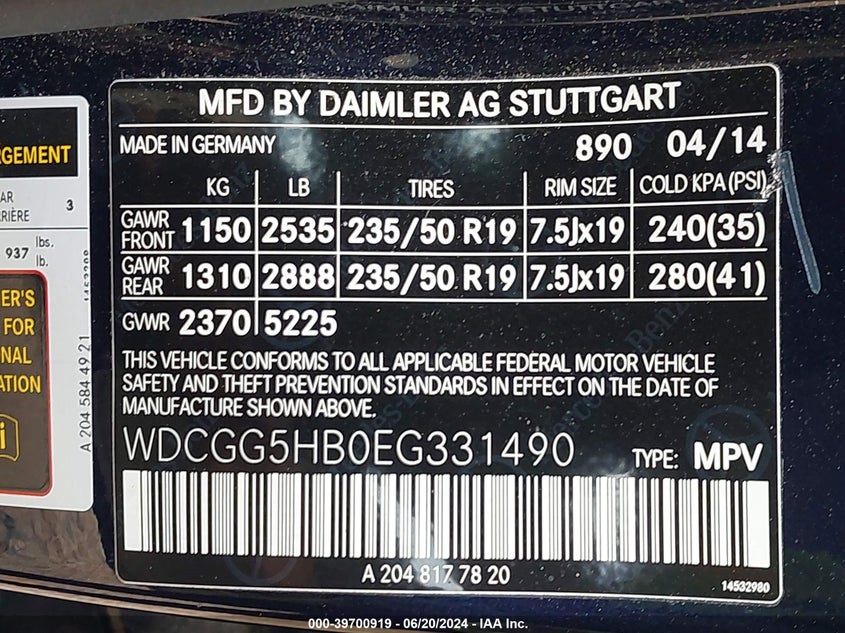 MFD BY DAIMLER AG STUTTGART
MADE IN GERMANY 890 04/14
KG LB TIRES RIM SIZE COLD KPA(PSI)
GAWR FRONT 1150 2535 235/50 R19 7.5Jx19 240(35)
GAWR REAR 1310 2888 235/50 R19 7.5Jx19 280(41)
GVWR 2370 5225
THIS VEHICLE CONFORMS TO ALL APPLICABLE FEDERAL MOTOR VEHICLE
SAFETY AND THEFT PREVENTION STANDARDS IN EFFECT ON THE DATE OF
MANUFACTURE SHOWN ABOVE.
WDCGG5HB0EG331490 TYPE: MPV
A 204 817 78 20
14532980
RGEMENT
AR
RIÈRE 3
937 lbs.
lb.
ER'S
FOR
NAL
ATION
i
A 204 584 49 21
000-39700919 - 06/20/2024 - IAA Inc.